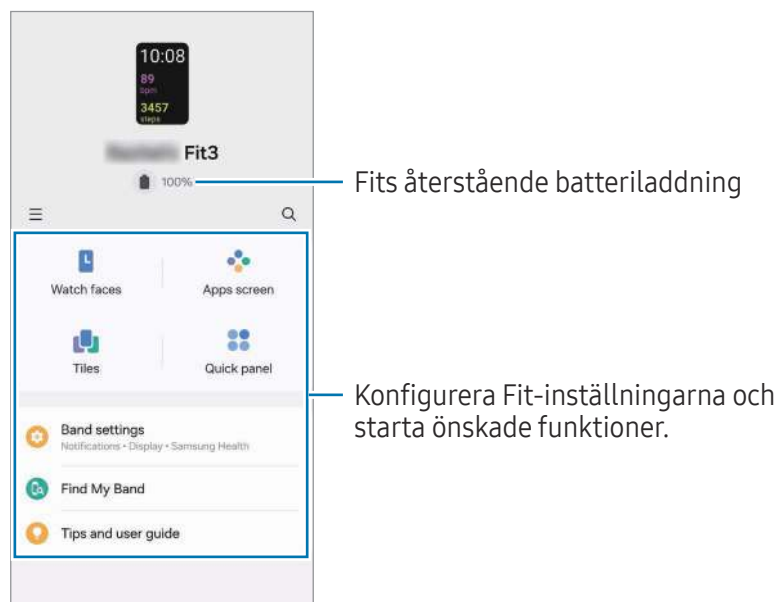 10:08
89
bpm
3457
steps
Fit3
100%
Fits återstående batteriladdning
Watch faces
Apps screen
Tiles
Quick panel
Konfigurera Fit-inställningarna och
starta önskade funktioner.
Band settings
Notifications • Display • Samsung Health
Find My Band
Tips and user guide